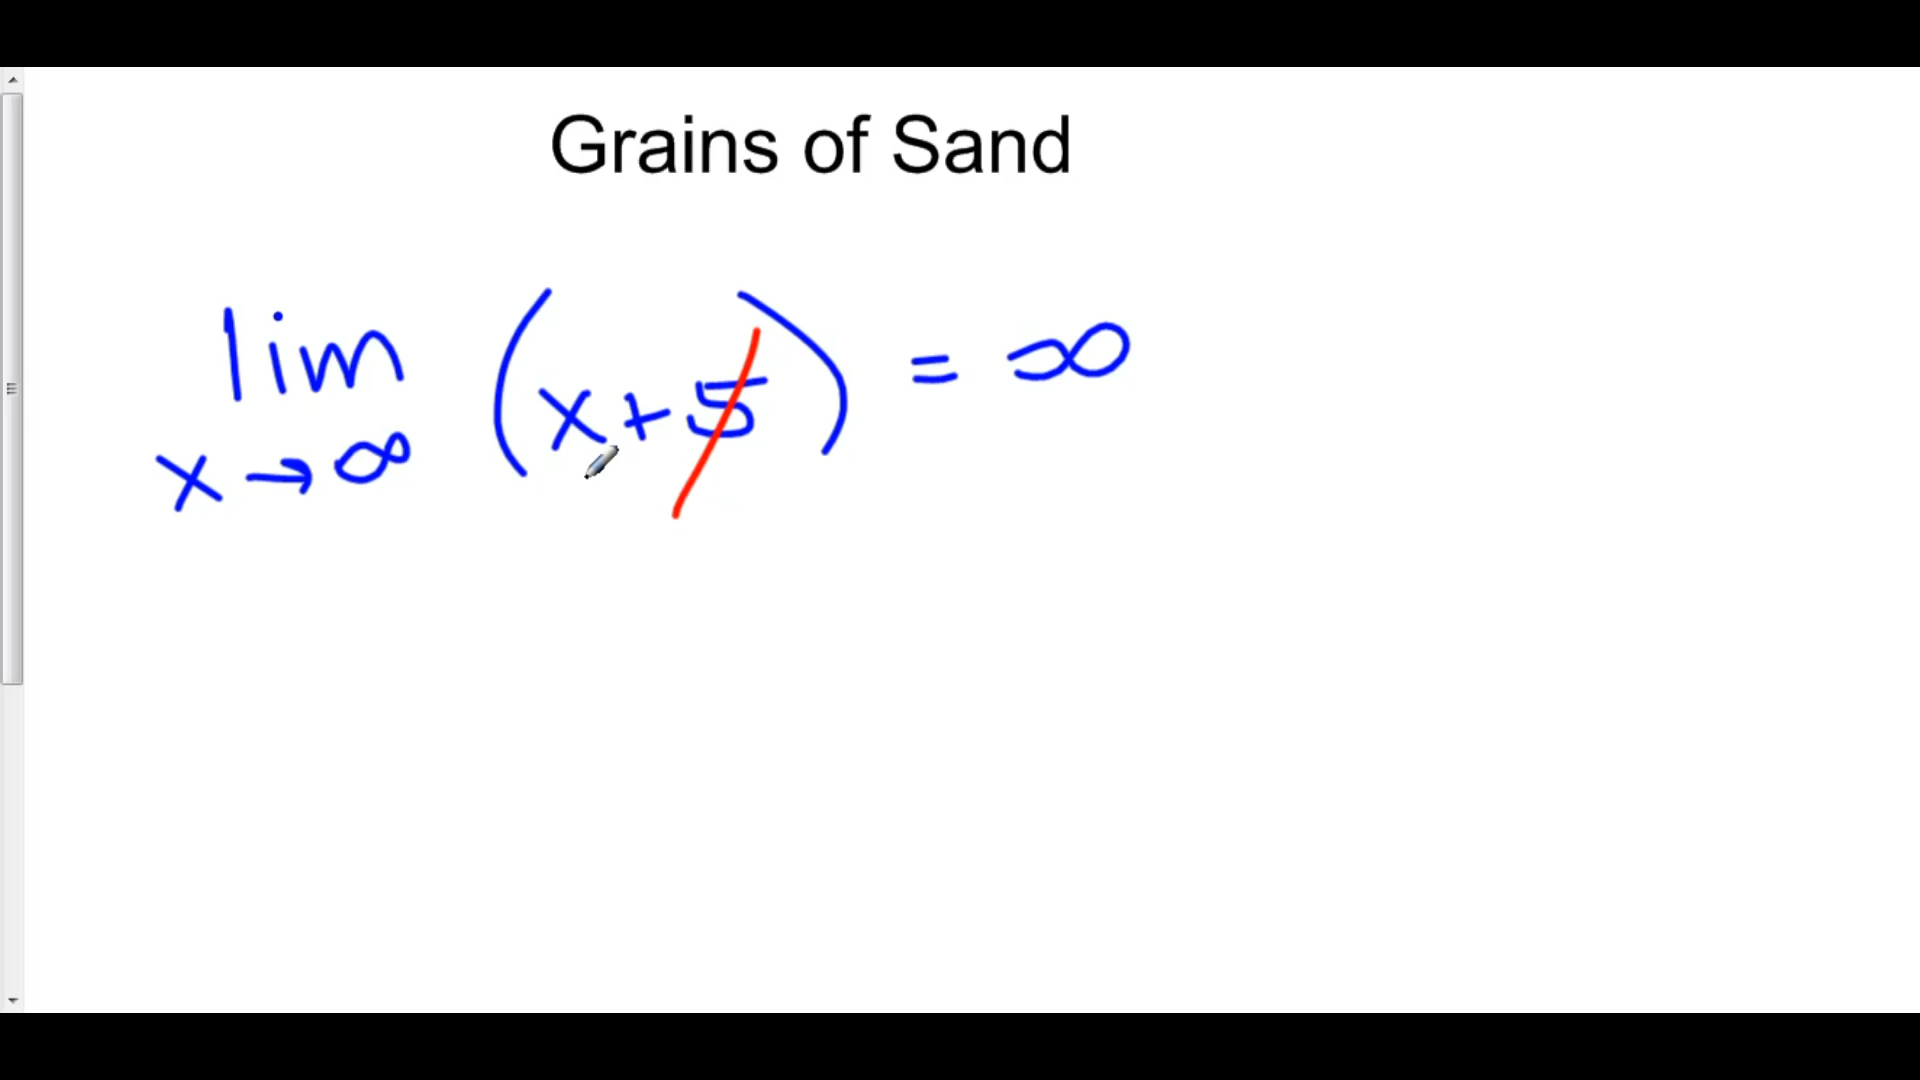 Grains of Sand
lim (x+5) = ∞
x→∞